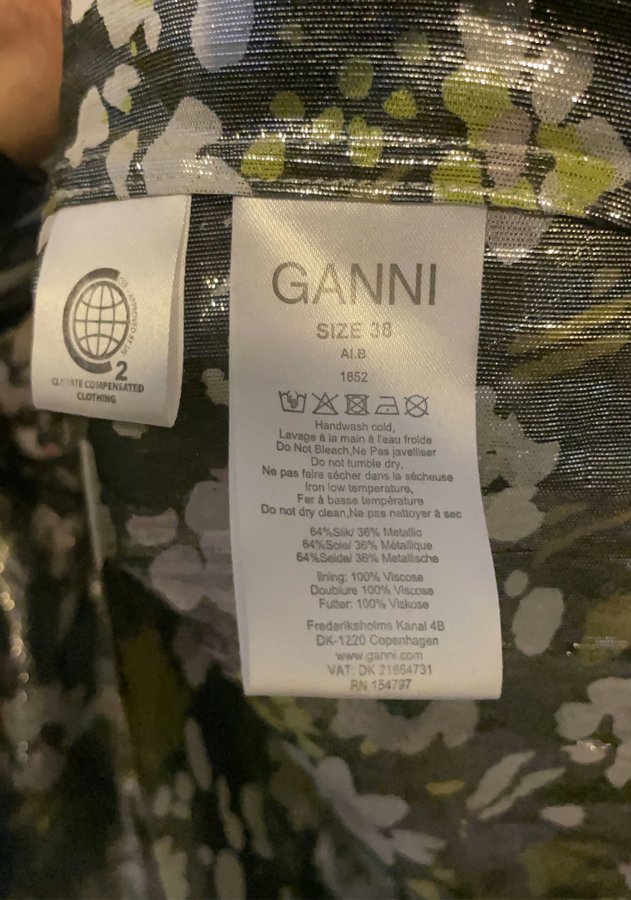 2
CLIMATE COMPENSATED
CLOTHING
GANNI
SIZE 38
AI.B
1852
Handwash cold,
Lavage à la main à l'eau froide
Do Not Bleach,Ne Pas javelliser
Do not tumble dry,
Ne pas faire sécher dans la sécheuse
Iron low temperature,
Fer à basse température
Do not dry clean,Ne pas nettoyer à sec
64%Silk/ 36% Metallic
64%Soie/ 36% Métallique
64%Seide/ 36% Metallische
lining: 100% Viscose
Doublure 100% Viscose
Futter: 100% Viskose
Frederiksholms Kanal 4B
DK-1220 Copenhagen
www.ganni.com
VAT: DK 21664731
RN 154797